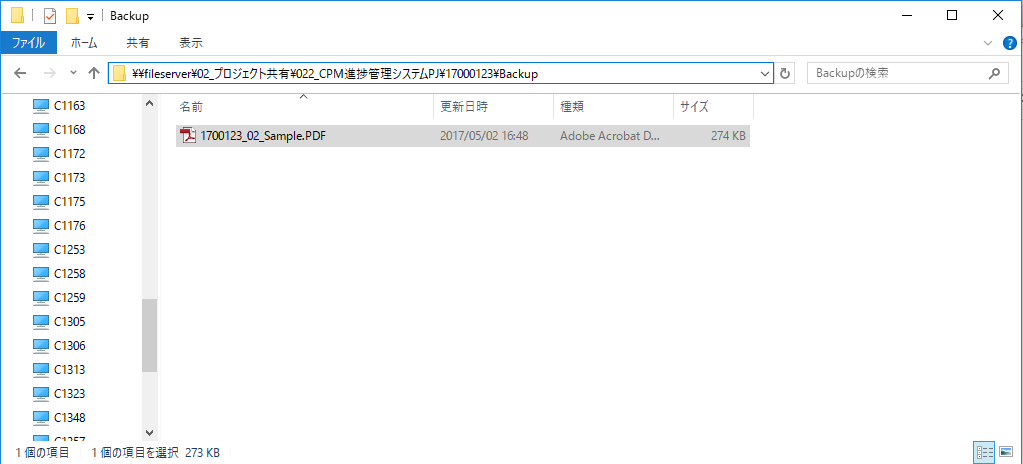 Backup
ファイル ホーム 共有 表示
¥¥fileserver¥02_プロジェクト共有¥022_CPM進捗管理システムPJ¥17000123¥Backup
Backupの検索
名前 更新日時 種類 サイズ
1700123_02_Sample.PDF 2017/05/02 16:48 Adobe Acrobat D... 274 KB
C1163
C1168
C1172
C1173
C1175
C1176
C1253
C1258
C1259
C1305
C1306
C1313
C1323
C1348
1 個の項目 1 個の項目を選択 273 KB